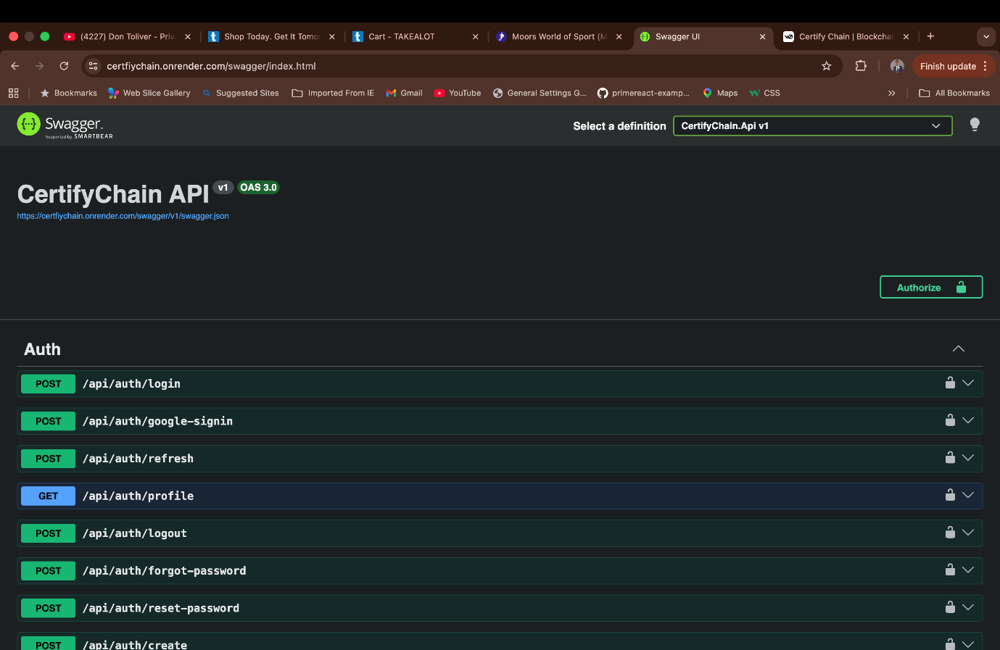 (4227) Don Toliver - Priv
Shop Today. Get It Tomo
Cart - TAKEALOT
Moors World of Sport (M
Swagger UI
Certify Chain | Blockchai
certfiychain.onrender.com/swagger/index.html
Finish update
Bookmarks
Web Slice Gallery
Suggested Sites
Imported From IE
Gmail
YouTube
General Settings G...
primereact-examp...
Maps
CSS
All Bookmarks
Swagger.
Supported by SMARTBEAR
Select a definition
CertifyChain.Api v1
CertifyChain API v1 OAS 3.0
https://certfiychain.onrender.com/swagger/v1/swagger.json
Authorize
Auth
POST /api/auth/login
POST /api/auth/google-signin
POST /api/auth/refresh
GET /api/auth/profile
POST /api/auth/logout
POST /api/auth/forgot-password
POST /api/auth/reset-password
POST /api/auth/create